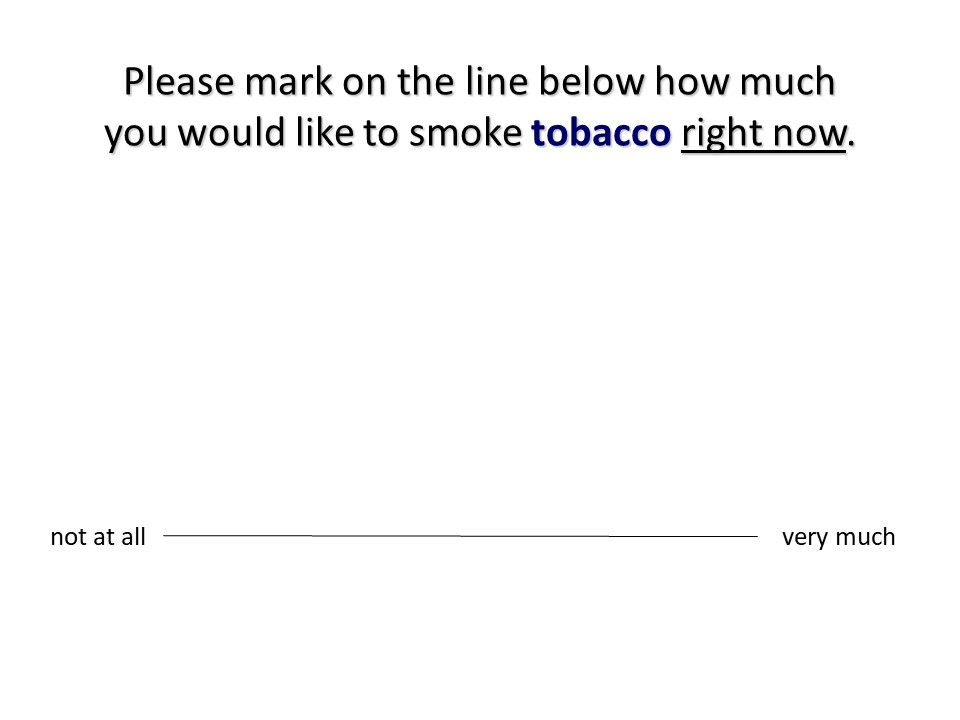 Please mark on the line below how much
you would like to smoke tobacco right now.
not at all
very much